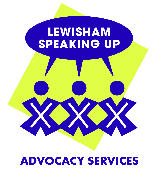 LEWISHAM
SPEAKING UP
ADVOCACY SERVICES